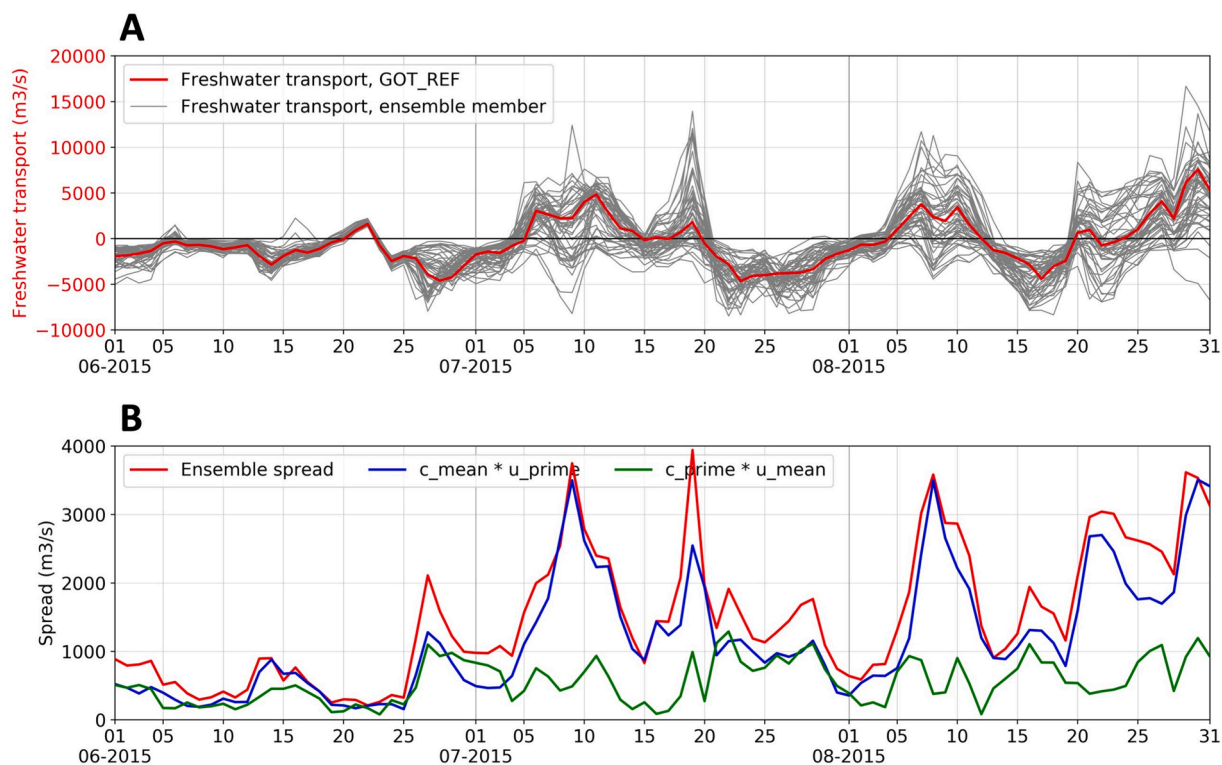 A
20000
15000
10000
5000
0
−5000
−10000
Freshwater transport (m3/s)
Freshwater transport, GOT_REF
Freshwater transport, ensemble member
01 05 10 15 20 25 01 05 10 15 20 25 01 05 10 15 20 25 31
06-2015 07-2015 08-2015
B
4000
3000
2000
1000
0
Spread (m3/s)
Ensemble spread c_mean * u_prime c_prime * u_mean
01 05 10 15 20 25 01 05 10 15 20 25 01 05 10 15 20 25 31
06-2015 07-2015 08-2015